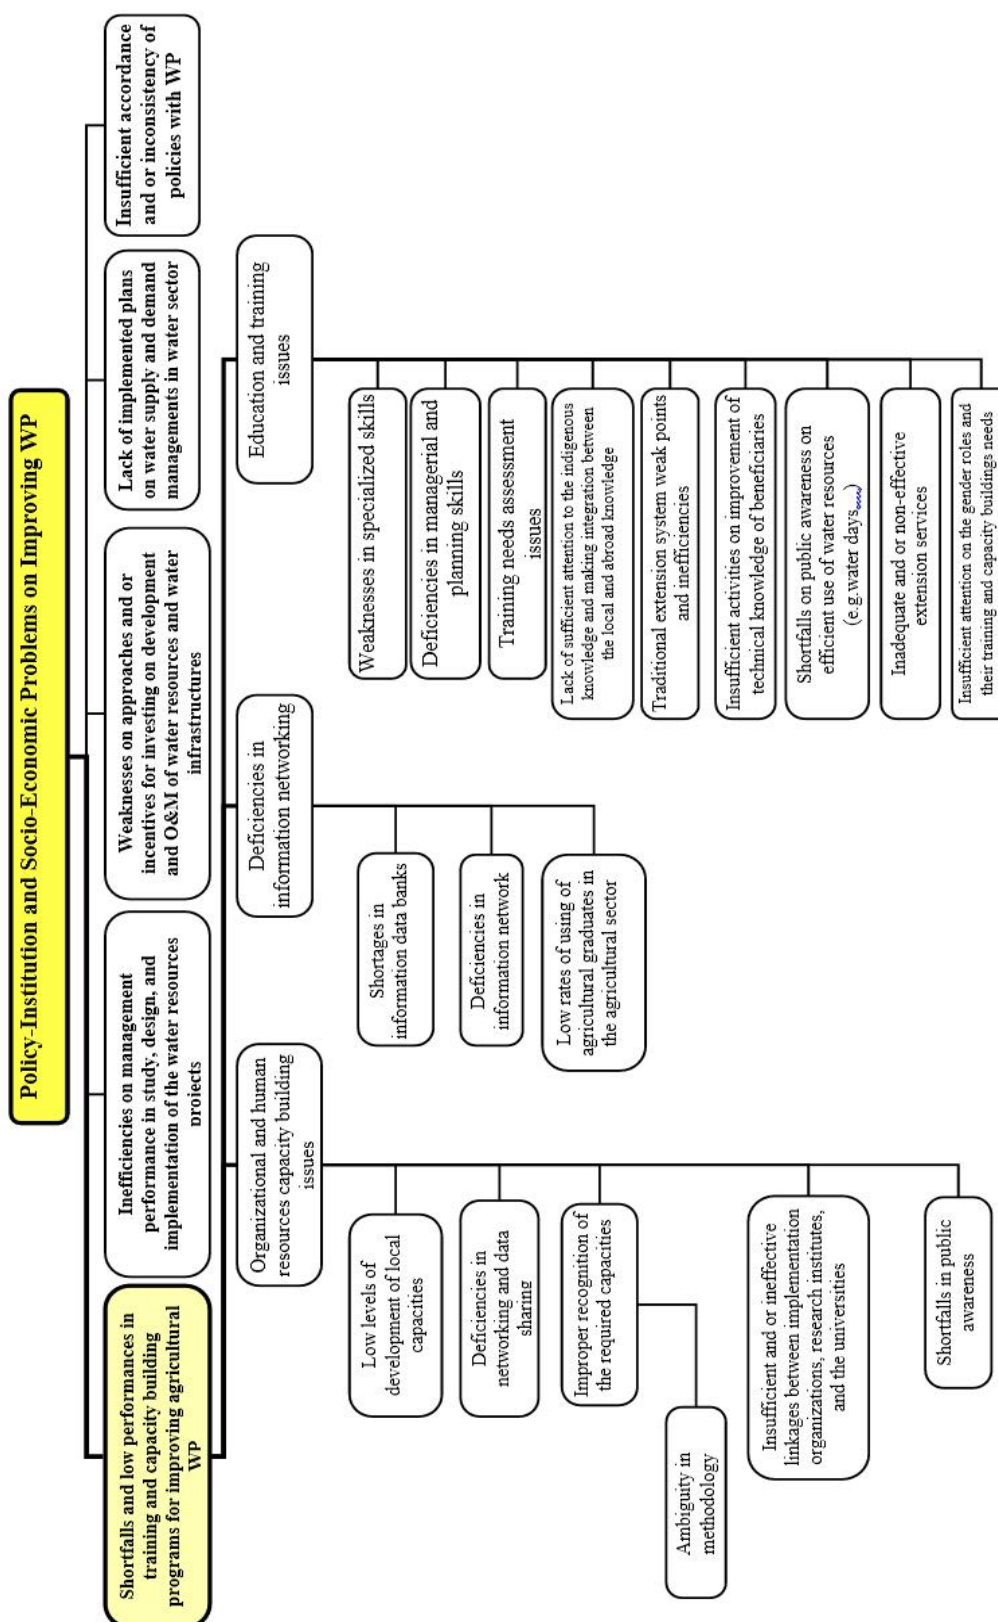 Policy-Institution and Socio-Economic Problems on Improving WP
Shortfalls and low performances in
training and capacity building
programs for improving agricultural
WP
Inefficiencies on management
performance in study, design, and
implementation of the water resources
projects
Weaknesses on approaches and or
incentives for investing on development
and O&M of water resources and water
infrastructures
Lack of implemented plans
on water supply and demand
managements in water sector
Insufficient accordance
and or inconsistency of
policies with WP
Organizational and human
resources capacity building
issues
Low levels of
development of local
capacities
Deficiencies in
networking and data
sharing
Improper recognition of
the required capacities
Ambiguity in
methodology
Insufficient and or ineffective
linkages between implementation
organizations, research institutes,
and the universities
Shortfalls in public
awareness
Deficiencies in
information networking
Shortages in
information data banks
Deficiencies in
information network
Low rates of using of
agricultural graduates in
the agricultural sector
Education and training
issues
Weaknesses in specialized skills
Deficiencies in managerial and
planning skills
Training needs assessment
issues
Lack of sufficient attention to the indigenous
knowledge and making integration between
the local and abroad knowledge
Traditional extension system weak points
and inefficiencies
Insufficient activities on improvement of
technical knowledge of beneficiaries
Shortfalls on public awareness on
efficient use of water resources
(e.g.water days....)
Inadequate and or non-effective
extension services
Insufficient attention on the gender roles and
their training and capacity buildings needs